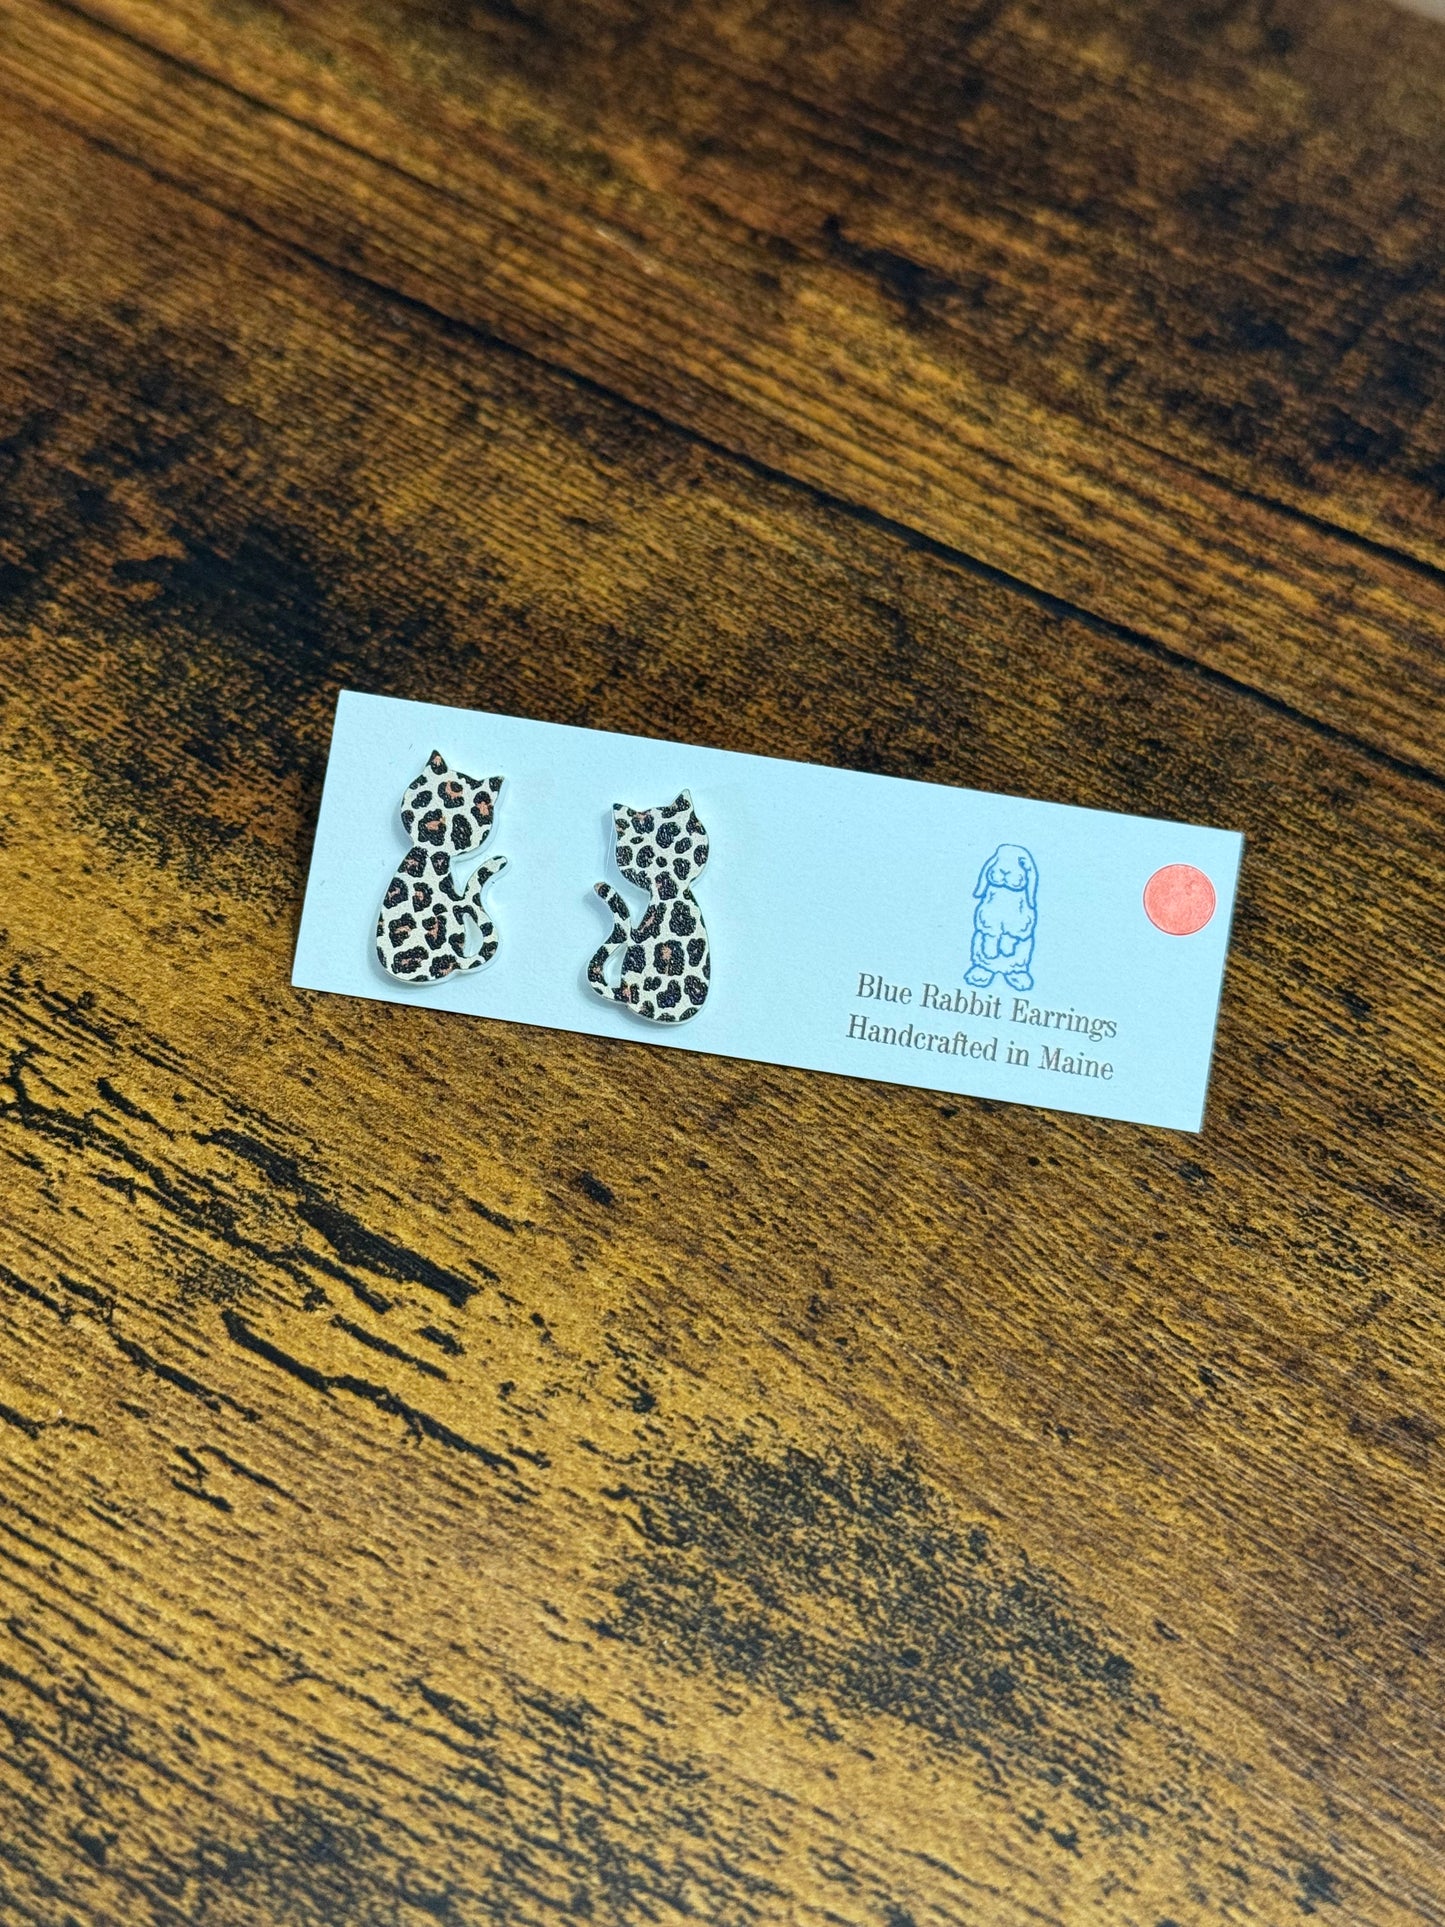 Blue Rabbit Earrings
Handcrafted in Maine